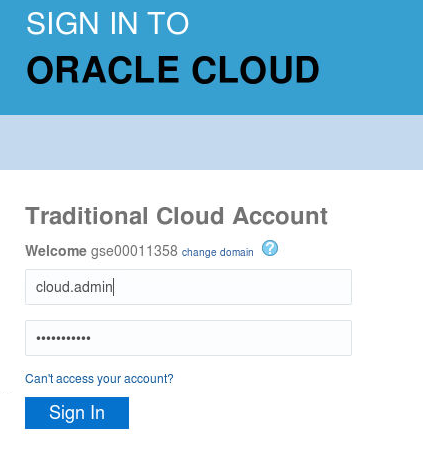 SIGN IN TO
ORACLE CLOUD
Traditional Cloud Account
Welcome gse00011358 change domain ?
cloud.admin
•••••••••••
Can't access your account?
Sign In